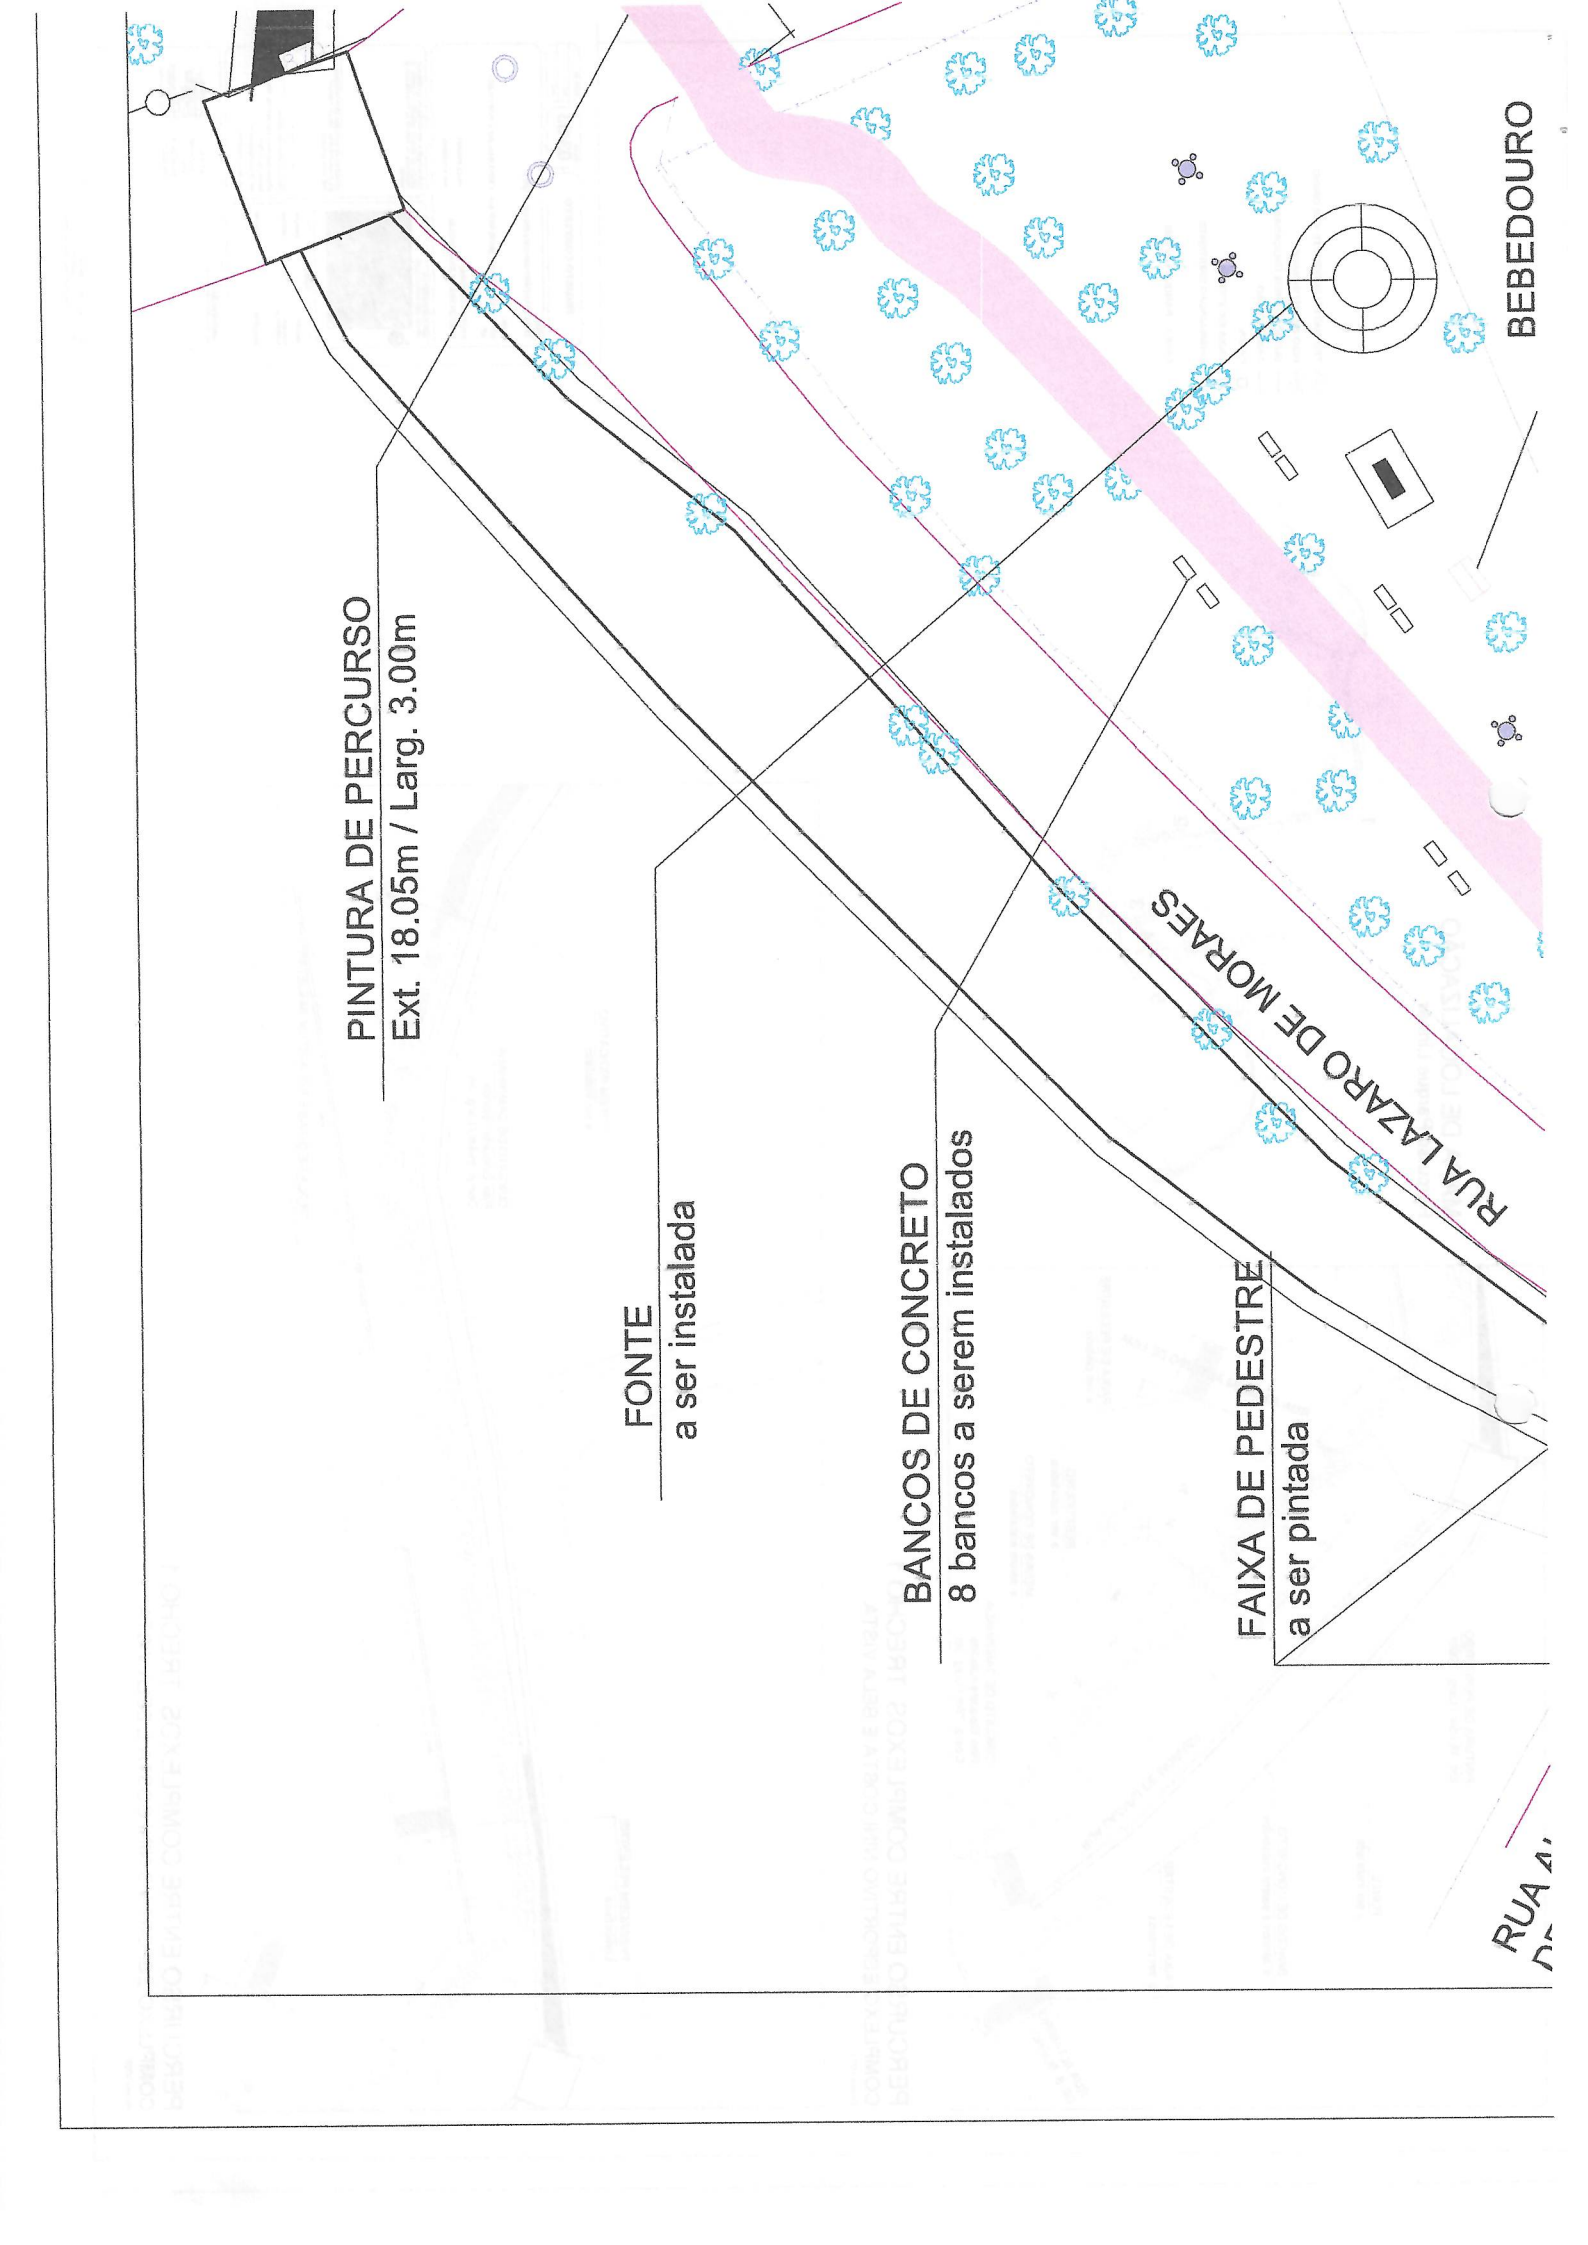 PINTURA DE PERCURSO
Ext. 18.05m / Larg. 3.00m
FONTE
a ser instalada
BANCOS DE CONCRETO
8 bancos a serem instalados
FAIXA DE PEDESTRE
a ser pintada
RUA LAZARO DE MORAES
BEBEDOURO
RUA